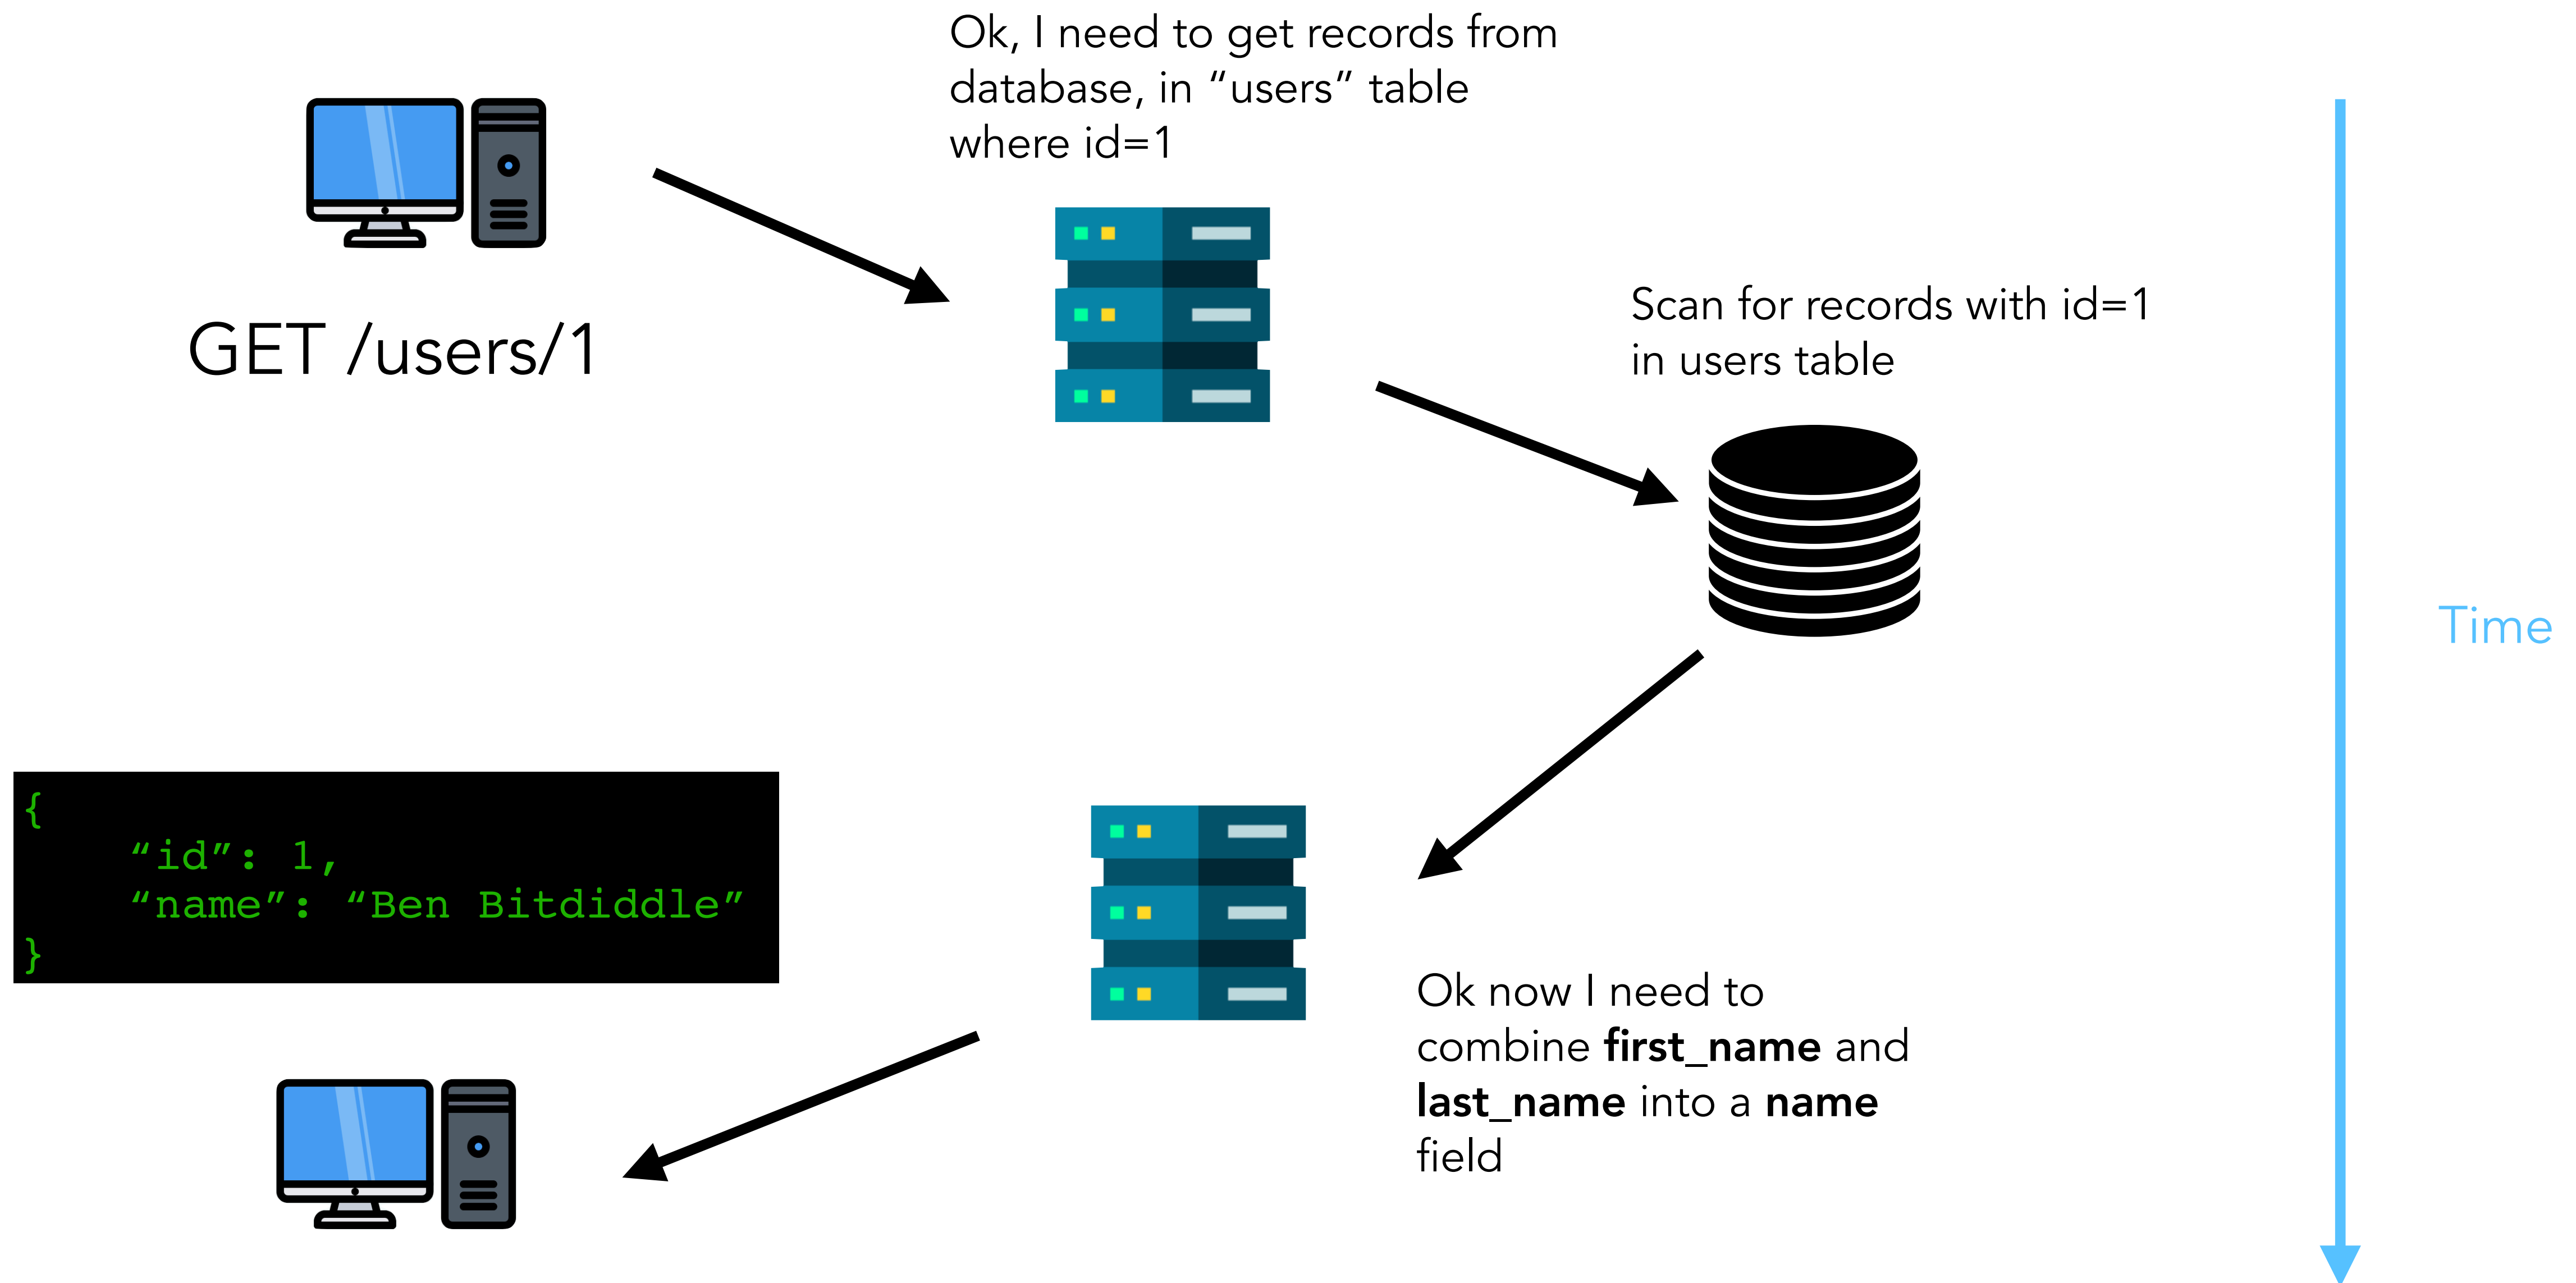 Ok, I need to get records from
database, in “users” table
where id=1
GET /users/1
Scan for records with id=1
in users table
Time
{
“id”: 1,
“name”: “Ben Bitdiddle”
}
Ok now I need to
combine first_name and
last_name into a name
field